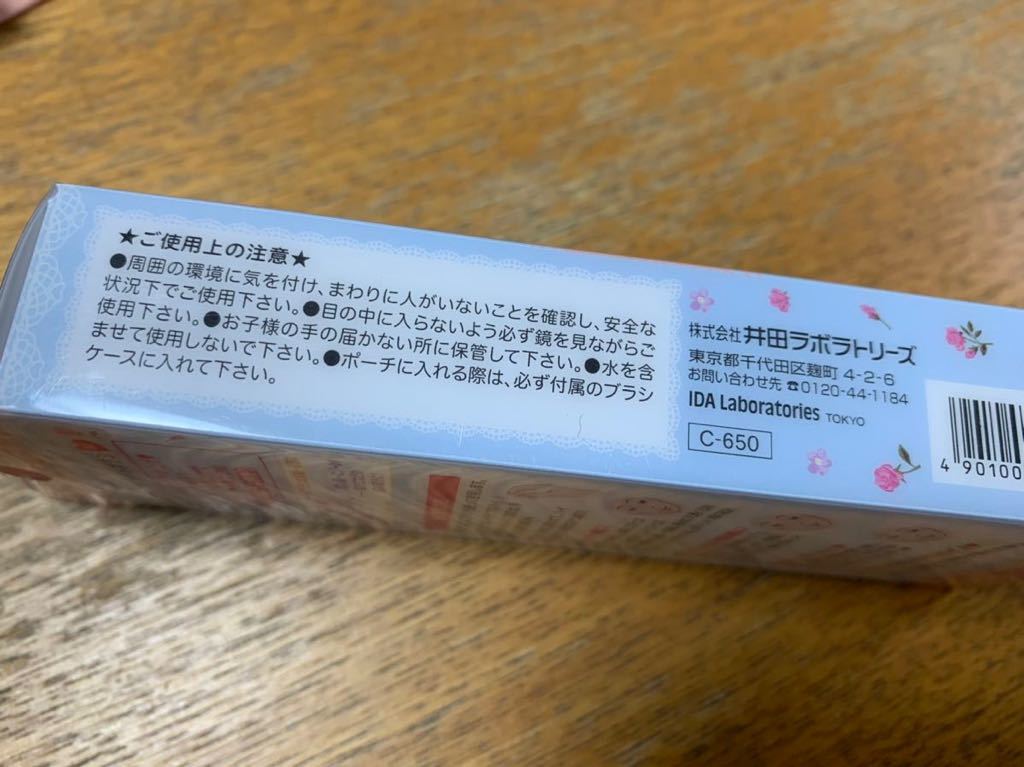 ★ご使用上の注意★
●周囲の環境に気を付け、まわりに人がいないことを確認し、安全な
状況下でご使用下さい。●目の中に入らないよう必ず鏡を見ながらご
使用下さい。●お子様の手の届かない所に保管して下さい。●水を含
ませて使用しないで下さい。●ポーチに入れる際は、必ず付属のブラシ
ケースに入れて下さい。
株式会社 井田ラボラトリーズ
東京都千代田区麹町 4-2-6
お問い合わせ先 ☎0120-44-1184
IDA Laboratories TOKYO
C-650
4 90100